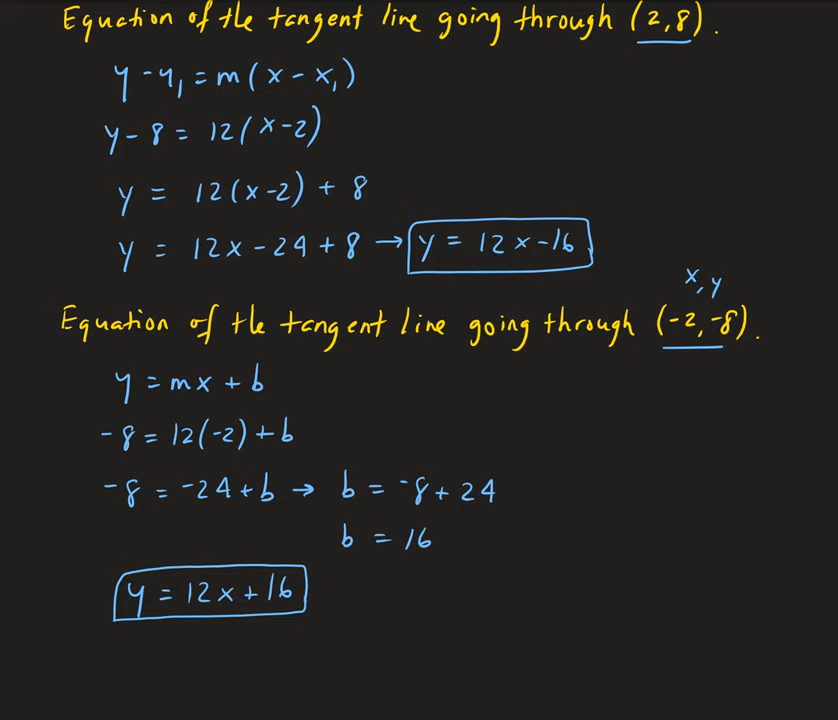 Equation of the tangent line going through (2,8).
y - y₁ = m(x - x₁)
y - 8 = 12(x-2)
y = 12(x-2) + 8
y = 12x - 24 + 8 → y = 12x - 16
x, y
Equation of the tangent line going through (-2,-8).
y = mx + b
-8 = 12(-2) + b
-8 = -24 + b → b = -8 + 24
b = 16
y = 12x + 16